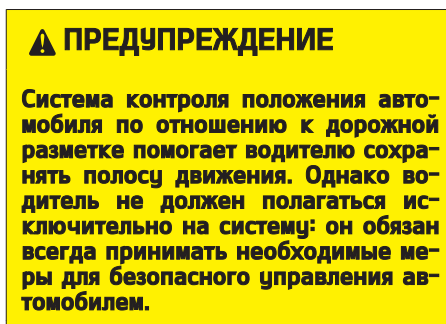 ПРЕДУПРЕЖДЕНИЕ
Система контроля положения авто-
мобиля по отношению к дорожной
разметке помогает водителю сохра-
нять полосу движения. Однако во-
дитель не должен полагаться ис-
ключительно на систему: он обязан
всегда принимать необходимые ме-
ры для безопасного управления ав-
томобилем.